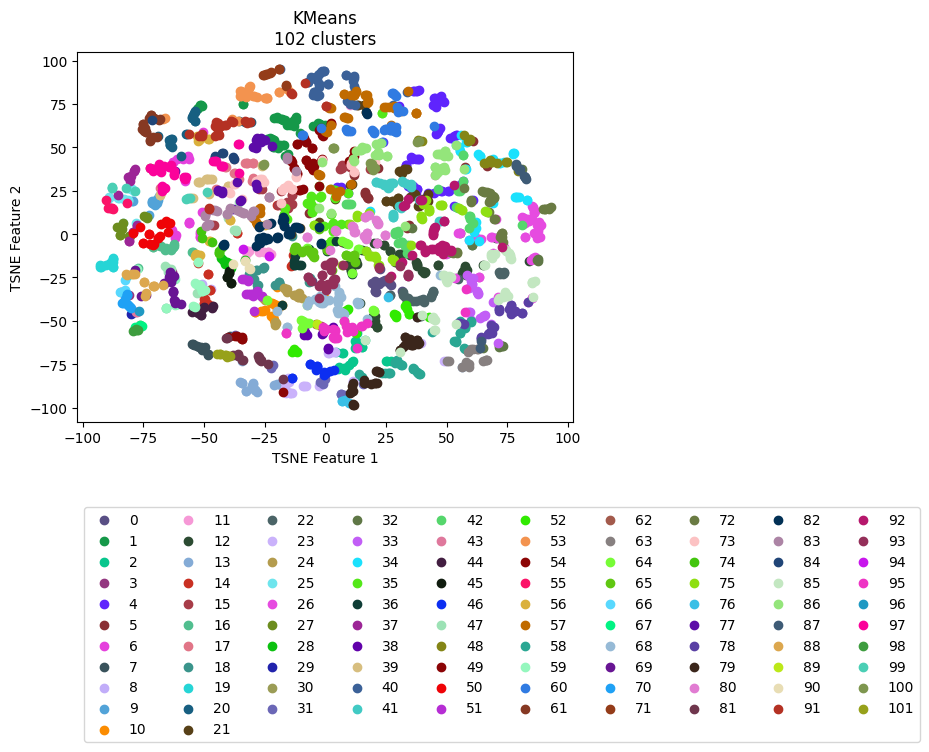 KMeans
102 clusters
TSNE Feature 2
100
75
50
25
0
−25
−50
−75
−100
−100 −75 −50 −25 0 25 50 75 100
TSNE Feature 1
0 11 22 32 42 52 62 72 82 92
1 12 23 33 43 53 63 73 83 93
2 13 24 34 44 54 64 74 84 94
3 14 25 35 45 55 65 75 85 95
4 15 26 36 46 56 66 76 86 96
5 16 27 37 47 57 67 77 87 97
6 17 28 38 48 58 68 78 88 98
7 18 29 39 49 59 69 79 89 99
8 19 30 40 50 60 70 80 90 100
9 20 31 41 51 61 71 81 91 101
10 21